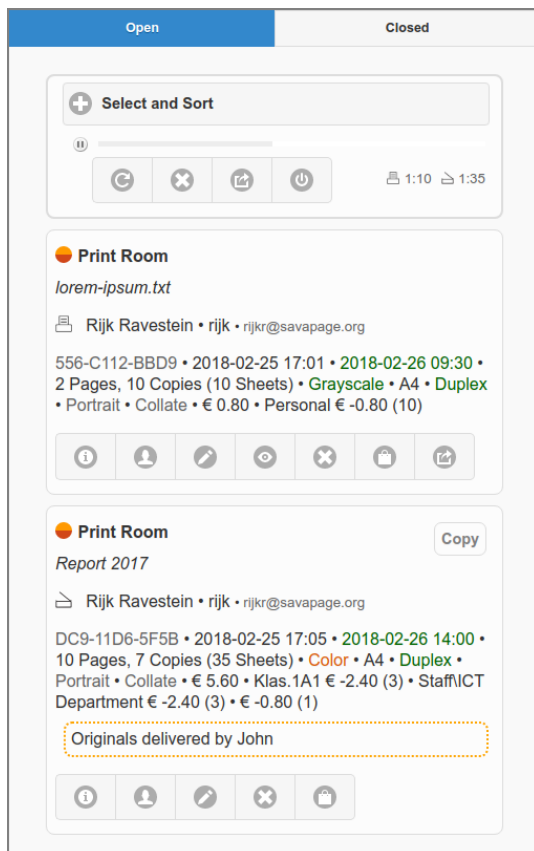 Open Closed
Select and Sort
1:10 1:35
Print Room
lorem-ipsum.txt
Rijk Ravestein • rijk • rijkr@savapage.org
556-C112-BBD9 • 2018-02-25 17:01 • 2018-02-26 09:30 •
2 Pages, 10 Copies (10 Sheets) • Grayscale • A4 • Duplex
• Portrait • Collate • € 0.80 • Personal € -0.80 (10)
Print Room
Copy
Report 2017
Rijk Ravestein • rijk • rijkr@savapage.org
DC9-11D6-5F5B • 2018-02-25 17:05 • 2018-02-26 14:00 •
10 Pages, 7 Copies (35 Sheets) • Color • A4 • Duplex •
Portrait • Collate • € 5.60 • Klas.1A1 € -2.40 (3) • Staff\ICT
Department € -2.40 (3) • € -0.80 (1)
Originals delivered by John